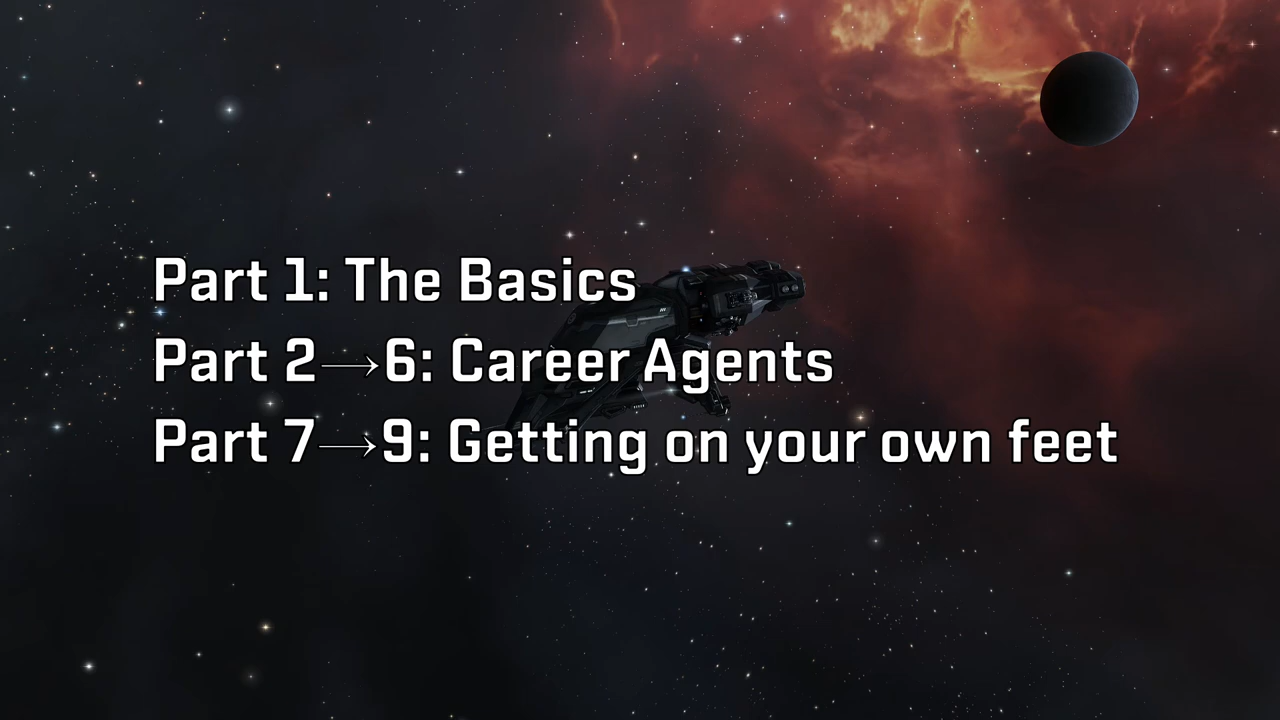 Part 1: The Basics
Part 2→6: Career Agents
Part 7→9: Getting on your own feet